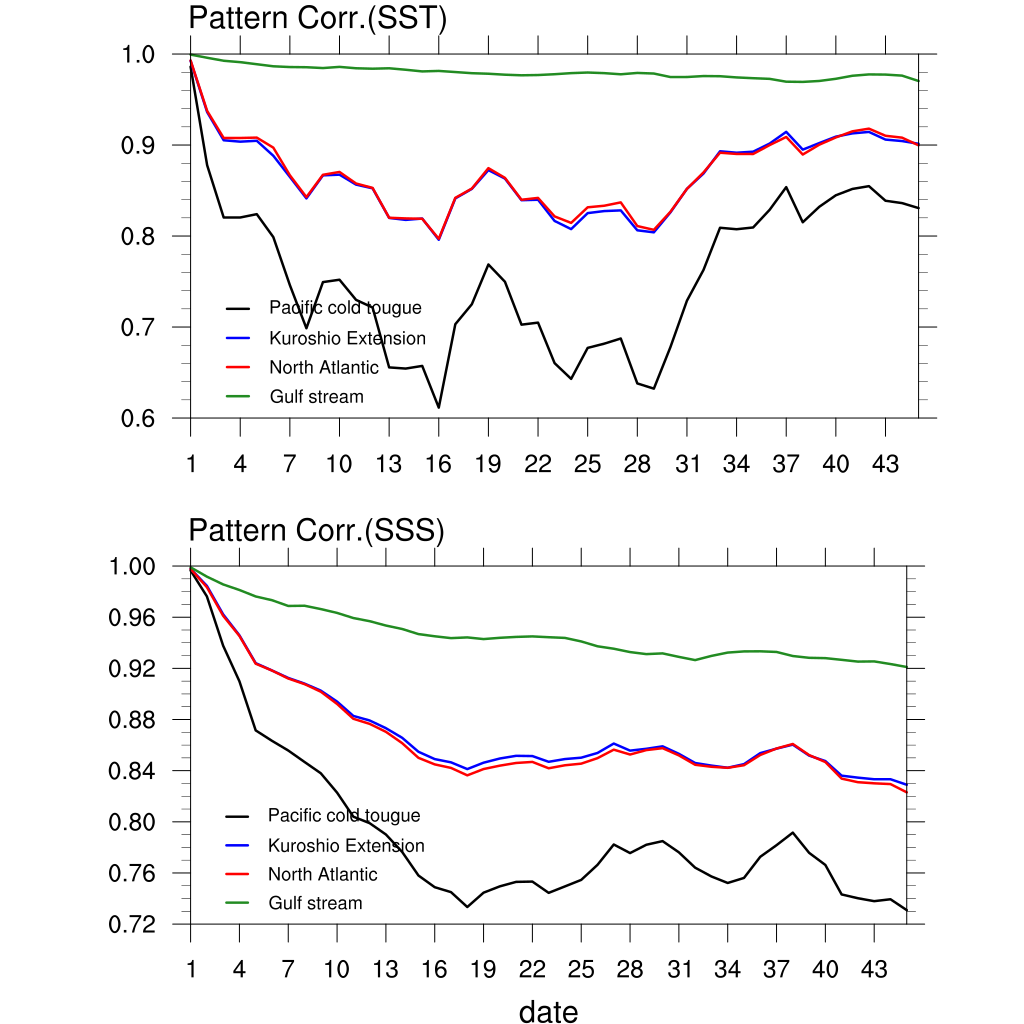 Pattern Corr.(SST)
1.0
0.9
0.8
0.7
0.6
Pacific cold tougue
Kuroshio Extension
North Atlantic
Gulf stream
1 4 7 10 13 16 19 22 25 28 31 34 37 40 43
Pattern Corr.(SSS)
1.00
0.96
0.92
0.88
0.84
0.80
0.76
0.72
Pacific cold tougue
Kuroshio Extension
North Atlantic
Gulf stream
1 4 7 10 13 16 19 22 25 28 31 34 37 40 43
date